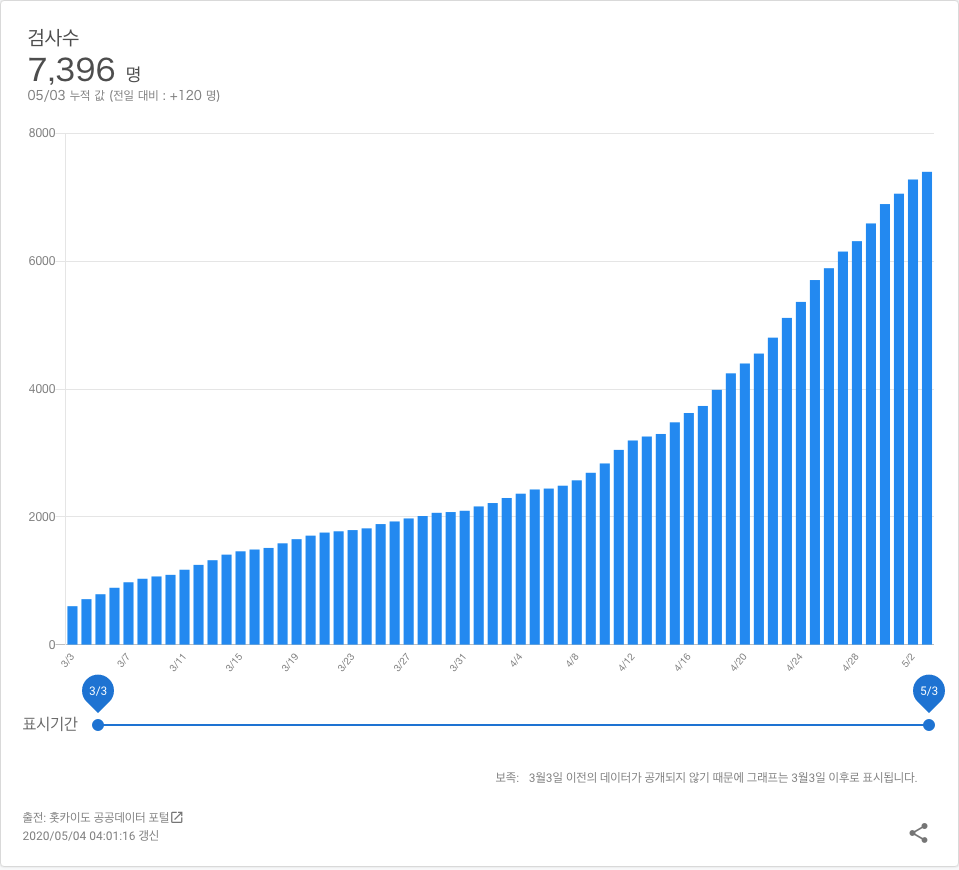 검사수
7,396 명
05/03 누적 값 (전일 대비 : +120 명)
8000
6000
4000
2000
0
3/3 3/7 3/11 3/15 3/19 3/23 3/27 3/31 4/4 4/8 4/12 4/16 4/20 4/24 4/28 5/2
3/3 5/3
표시기간
보족: 3월3일 이전의 데이터가 공개되지 않기 때문에 그래프는 3월3일 이후로 표시됩니다.
출전: 홋카이도 공공데이터 포털
2020/05/04 04:01:16 갱신